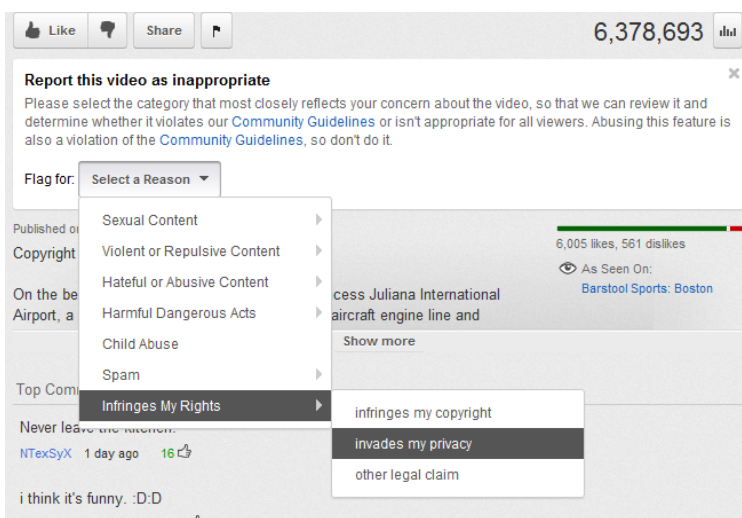 Like
Share
6,378,693
Report this video as inappropriate
Please select the category that most closely reflects your concern about the video, so that we can review it and
determine whether it violates our Community Guidelines or isn't appropriate for all viewers. Abusing this feature is
also a violation of the Community Guidelines, so don't do it.
Flag for: Select a Reason
Sexual Content
Violent or Repulsive Content
Hateful or Abusive Content
Harmful Dangerous Acts
Child Abuse
Spam
Infringes My Rights
infringes my copyright
invades my privacy
other legal claim
Published
Copyright
On the
cess Juliana International
Airport, a
aircraft engine line and
Show more
6,005 likes, 561 dislikes
As Seen On:
Barstool Sports: Boston
Top
Never leave the kitchen.
NTexSyX 1 day ago 16
i think it's funny. :D:D